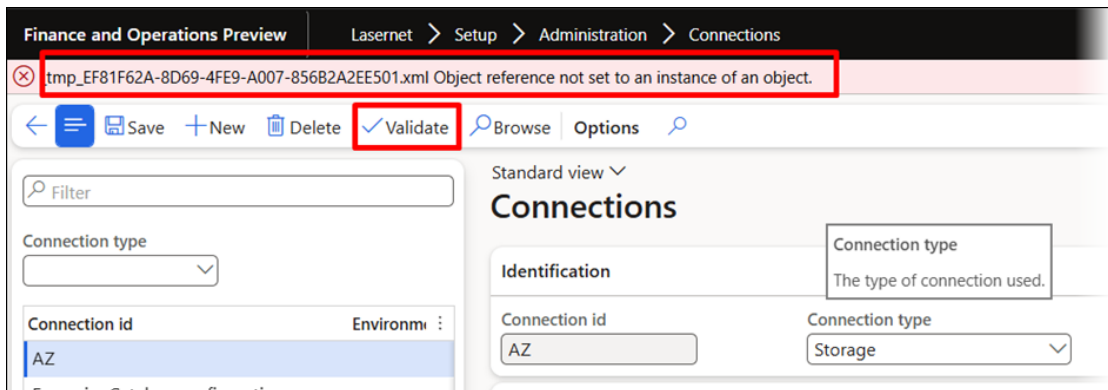 Finance and Operations Preview Lasernet > Setup > Administration > Connections
tmp_EF81F62A-8D69-4FE9-A007-856B2A2EE501.xml Object reference not set to an instance of an object.
Save New Delete Validate Browse Options
Filter
Connection type
Connection id Environm
AZ
Standard view
Connections
Identification
Connection type
The type of connection used.
Connection id Connection type
AZ Storage